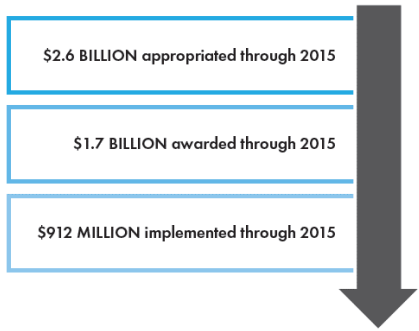 $2.6 BILLION appropriated through 2015
$1.7 BILLION awarded through 2015
$912 MILLION implemented through 2015